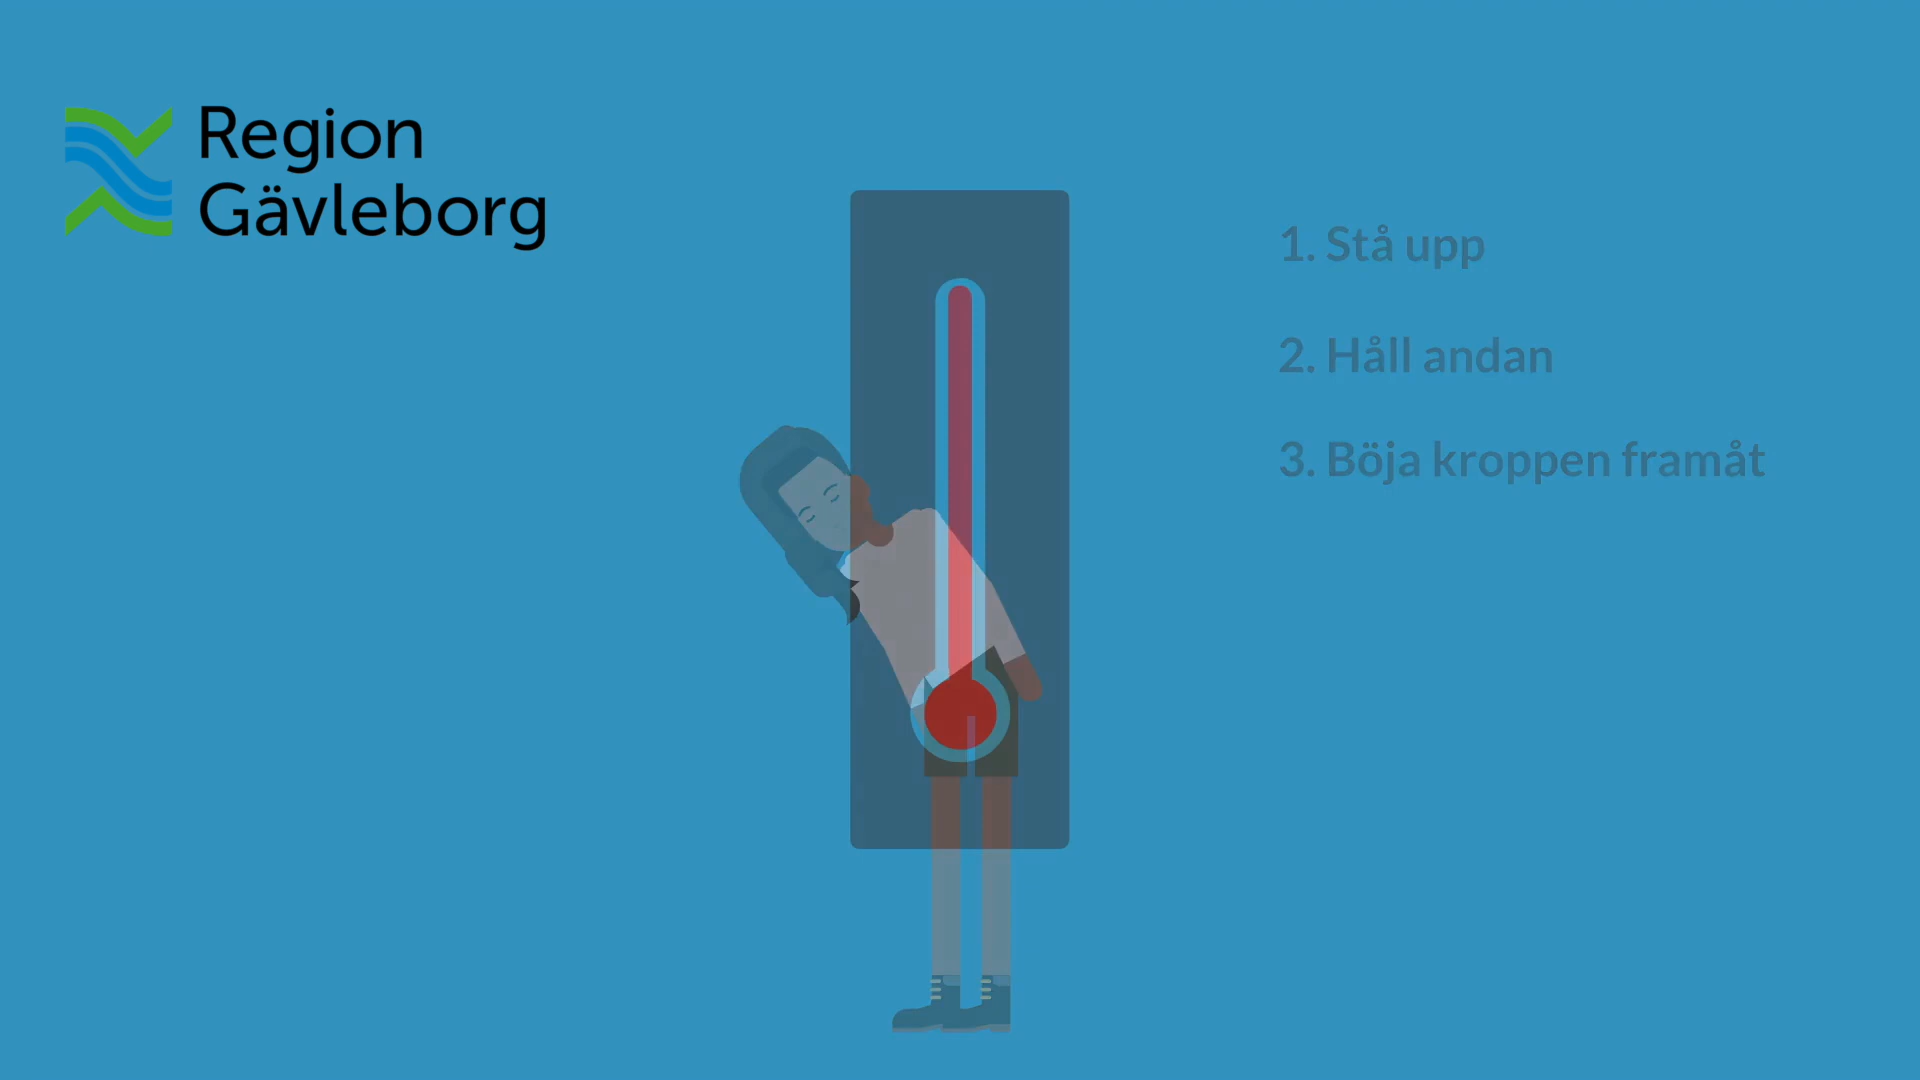 Region
Gävleborg
1. Stå upp
2. Håll andan
3. Böja kroppen framåt